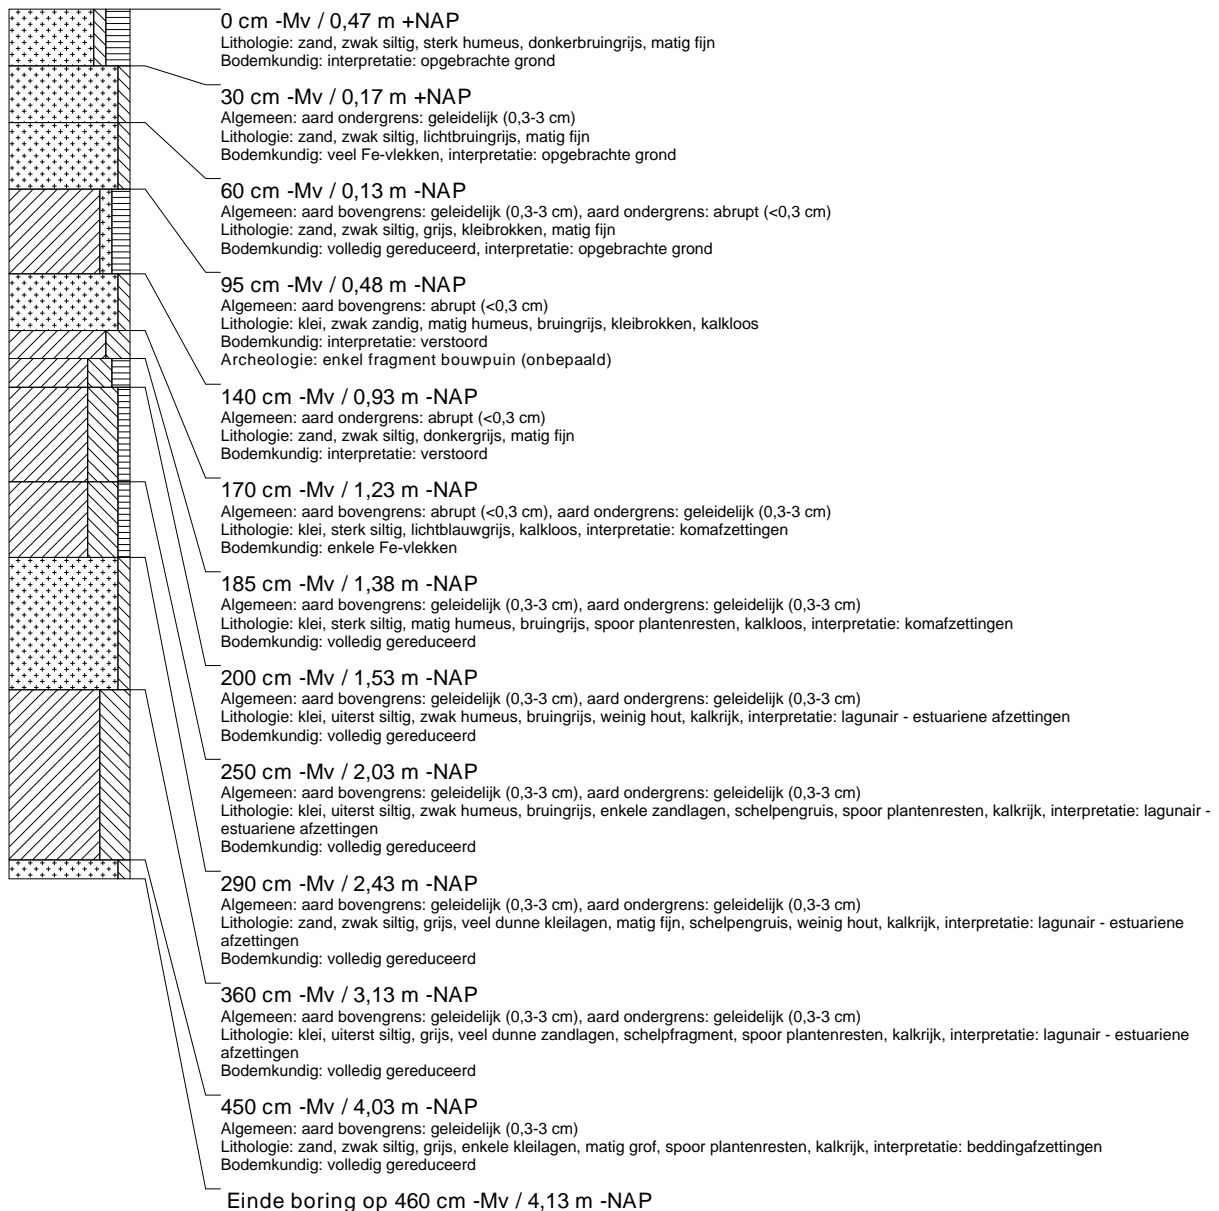 0 cm -Mv / 0,47 m +NAP
Lithologie: zand, zwak siltig, sterk humeus, donkerbruingrijs, matig fijn
Bodemkundig: interpretatie: opgebrachte grond
30 cm -Mv / 0,17 m +NAP
Algemeen: aard ondergrens: geleidelijk (0,3-3 cm)
Lithologie: zand, zwak siltig, lichtbruingrijs, matig fijn
Bodemkundig: veel Fe-vlekken, interpretatie: opgebrachte grond
60 cm -Mv / 0,13 m -NAP
Algemeen: aard bovengrens: geleidelijk (0,3-3 cm), aard ondergrens: abrupt (<0,3 cm)
Lithologie: zand, zwak siltig, grijs, kleibrokken, matig fijn
Bodemkundig: volledig gereduceerd, interpretatie: opgebrachte grond
95 cm -Mv / 0,48 m -NAP
Algemeen: aard bovengrens: abrupt (<0,3 cm)
Lithologie: klei, zwak zandig, matig humeus, bruingrijs, kleibrokken, kalkloos
Bodemkundig: interpretatie: verstoord
Archeologie: enkel fragment bouwpuin (onbepaald)
140 cm -Mv / 0,93 m -NAP
Algemeen: aard ondergrens: abrupt (<0,3 cm)
Lithologie: zand, zwak siltig, donkergrijs, matig fijn
Bodemkundig: interpretatie: verstoord
170 cm -Mv / 1,23 m -NAP
Algemeen: aard bovengrens: abrupt (<0,3 cm), aard ondergrens: geleidelijk (0,3-3 cm)
Lithologie: klei, sterk siltig, lichtblauwgrijs, kalkloos, interpretatie: komafzettingen
Bodemkundig: enkele Fe-vlekken
185 cm -Mv / 1,38 m -NAP
Algemeen: aard bovengrens: geleidelijk (0,3-3 cm), aard ondergrens: geleidelijk (0,3-3 cm)
Lithologie: klei, sterk siltig, matig humeus, bruingrijs, spoor plantenresten, kalkloos, interpretatie: komafzettingen
Bodemkundig: volledig gereduceerd
200 cm -Mv / 1,53 m -NAP
Algemeen: aard bovengrens: geleidelijk (0,3-3 cm), aard ondergrens: geleidelijk (0,3-3 cm)
Lithologie: klei, uiterst siltig, zwak humeus, bruingrijs, weinig hout, kalkrijk, interpretatie: lagunair - estuariene afzettingen
Bodemkundig: volledig gereduceerd
250 cm -Mv / 2,03 m -NAP
Algemeen: aard bovengrens: geleidelijk (0,3-3 cm), aard ondergrens: geleidelijk (0,3-3 cm)
Lithologie: klei, uiterst siltig, zwak humeus, bruingrijs, enkele zandlagen, schelpengruis, spoor plantenresten, kalkrijk, interpretatie: lagunair -
estuariene afzettingen
Bodemkundig: volledig gereduceerd
290 cm -Mv / 2,43 m -NAP
Algemeen: aard bovengrens: geleidelijk (0,3-3 cm), aard ondergrens: geleidelijk (0,3-3 cm)
Lithologie: zand, zwak siltig, grijs, veel dunne kleilagen, matig fijn, schelpengruis, weinig hout, kalkrijk, interpretatie: lagunair - estuariene
afzettingen
Bodemkundig: volledig gereduceerd
360 cm -Mv / 3,13 m -NAP
Algemeen: aard bovengrens: geleidelijk (0,3-3 cm), aard ondergrens: geleidelijk (0,3-3 cm)
Lithologie: klei, uiterst siltig, grijs, veel dunne zandlagen, schelpfragment, spoor plantenresten, kalkrijk, interpretatie: lagunair - estuariene
afzettingen
Bodemkundig: volledig gereduceerd
450 cm -Mv / 4,03 m -NAP
Algemeen: aard bovengrens: geleidelijk (0,3-3 cm)
Lithologie: zand, zwak siltig, grijs, enkele kleilagen, matig grof, spoor plantenresten, kalkrijk, interpretatie: beddingafzettingen
Bodemkundig: volledig gereduceerd
Einde boring op 460 cm -Mv / 4,13 m -NAP